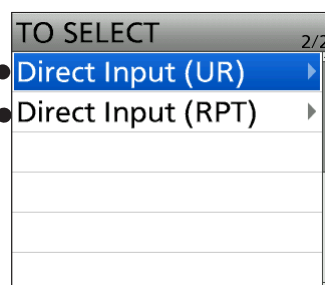 TO SELECT
2/2
Direct Input (UR)
Direct Input (RPT)